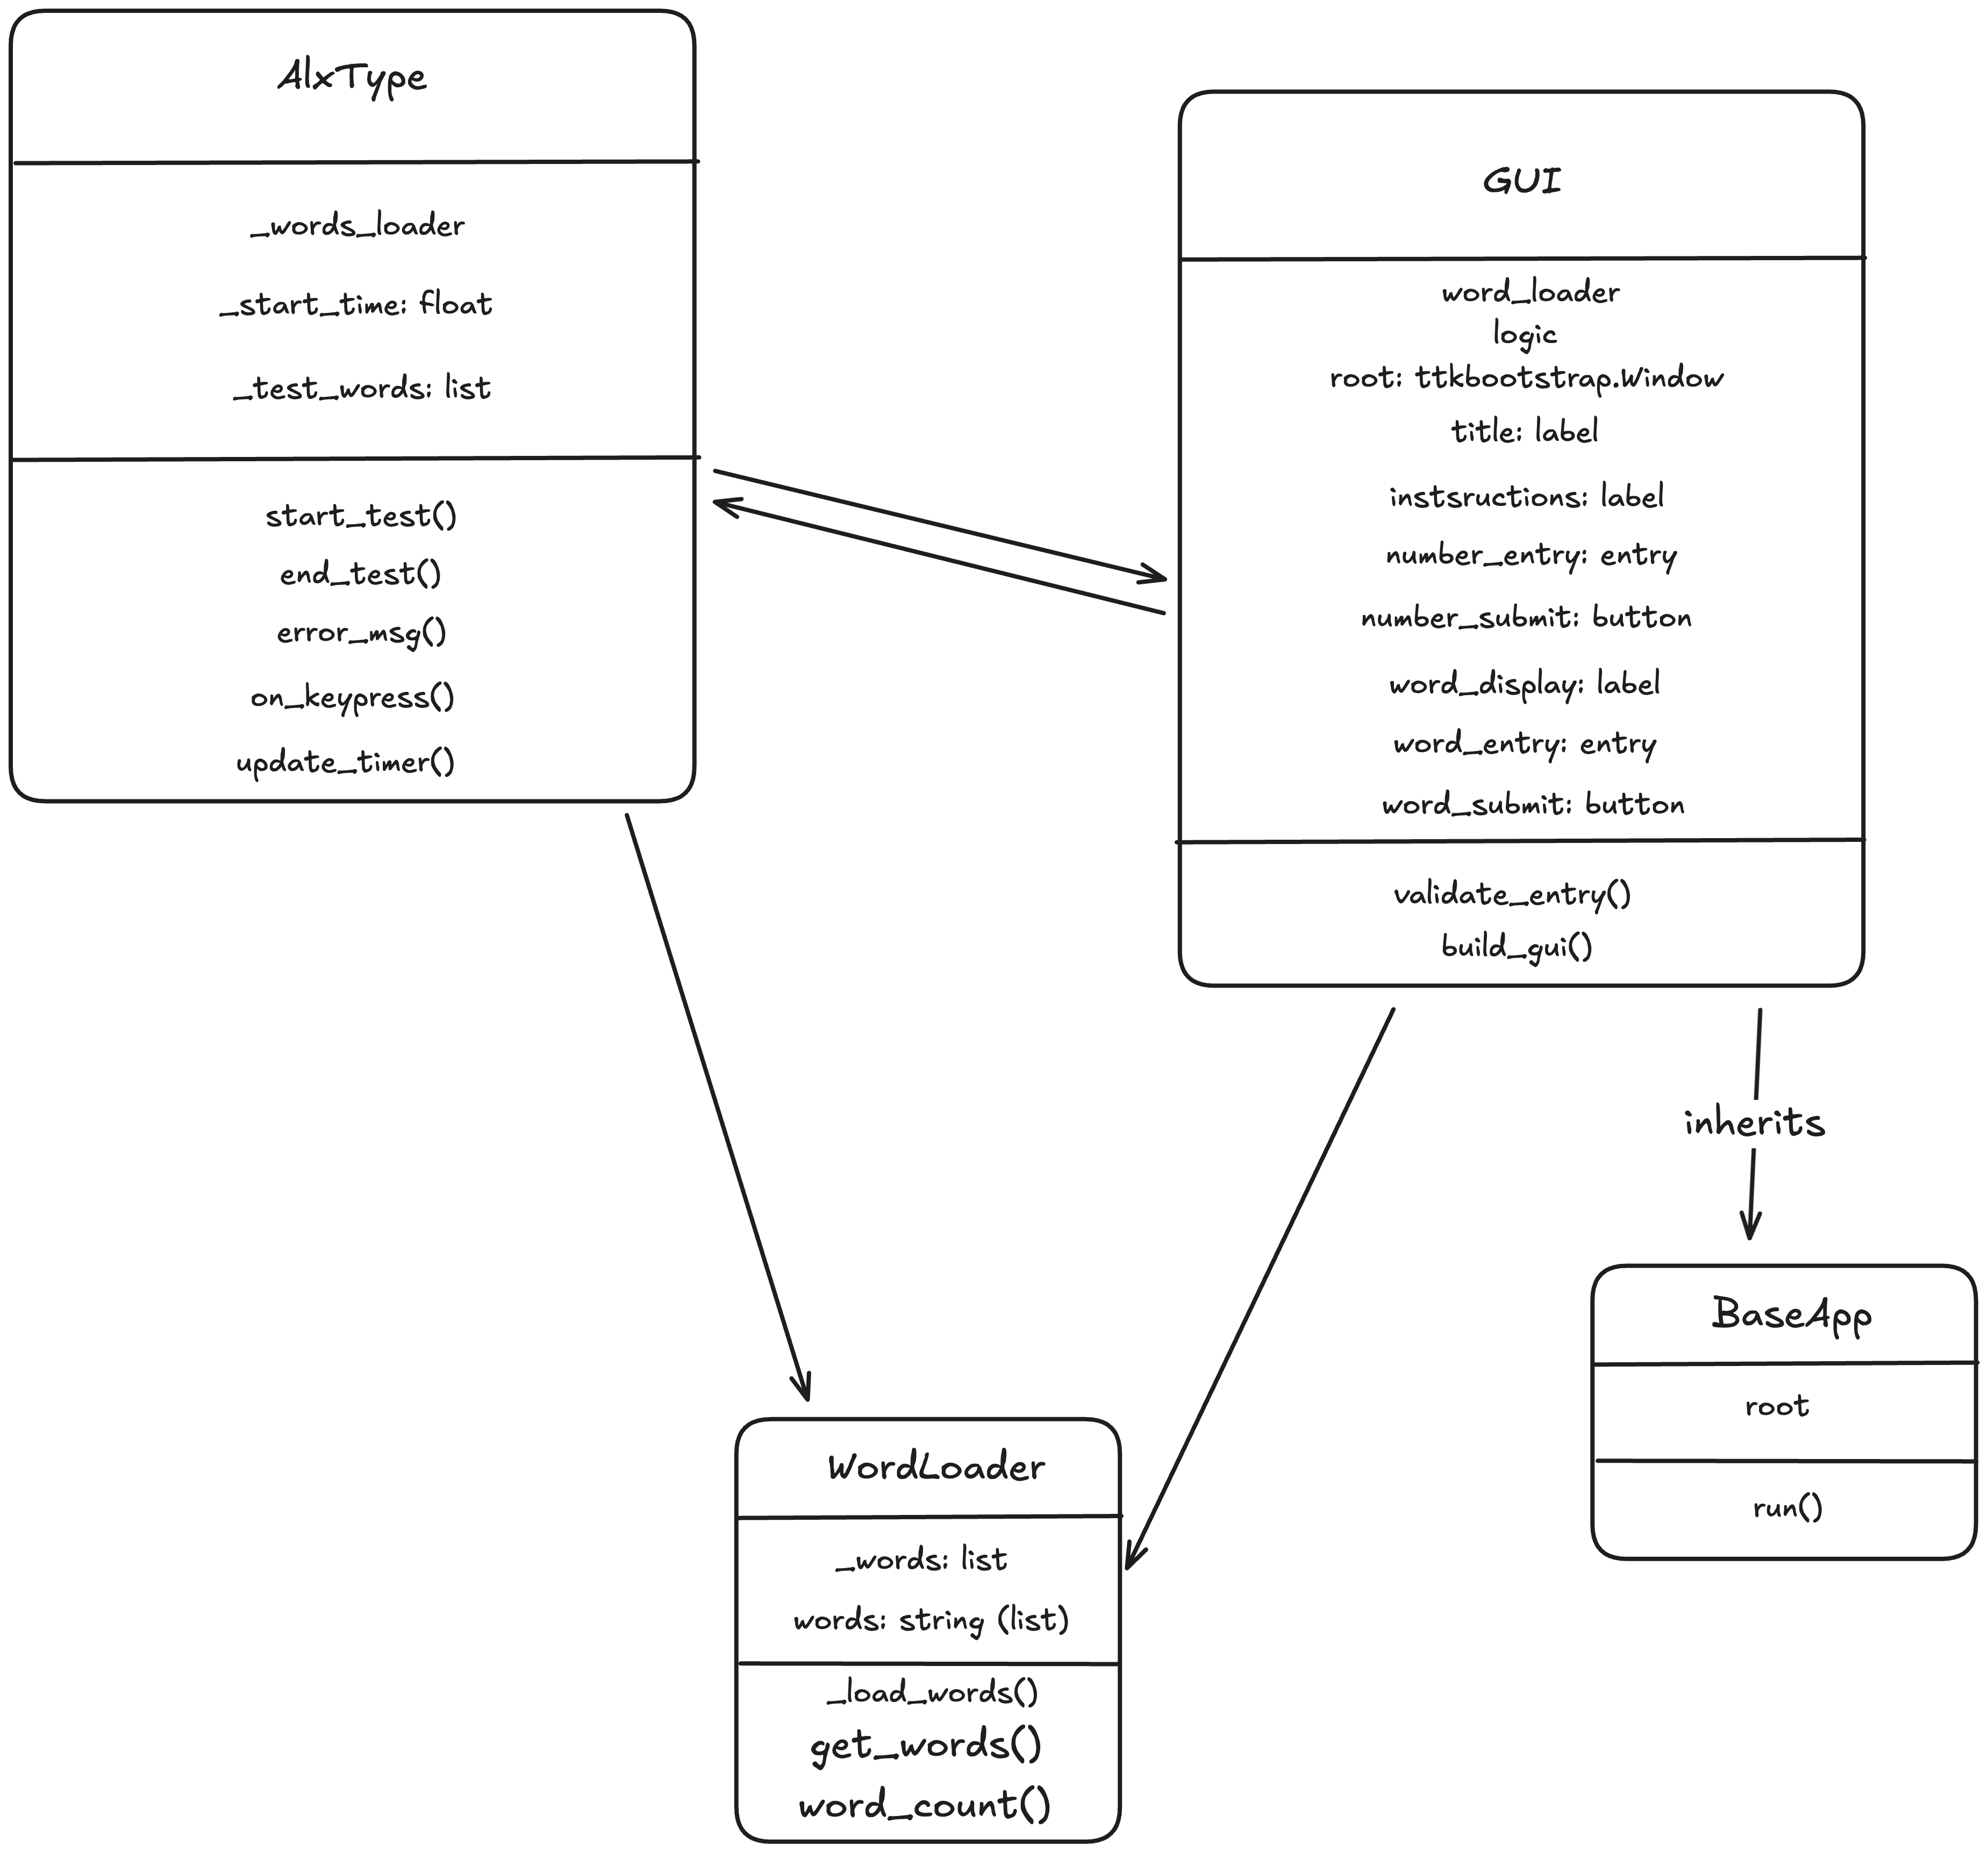 AlxType
_words_loader
_start_time: float
_test_words: list
start_test()
end_test()
error_msg()
on_keypress()
update_timer()
GUI
word_loader
logic
root: ttkbootstrap.Window
title: label
instsructions: label
number_entry: entry
number_submit: button
word_display: label
word_entry: entry
word_submit: button
validate_entry()
build_gui()
inherits
BaseApp
root
run()
WordLoader
_words: list
words: string (list)
_load_words()
get_words()
word_count()